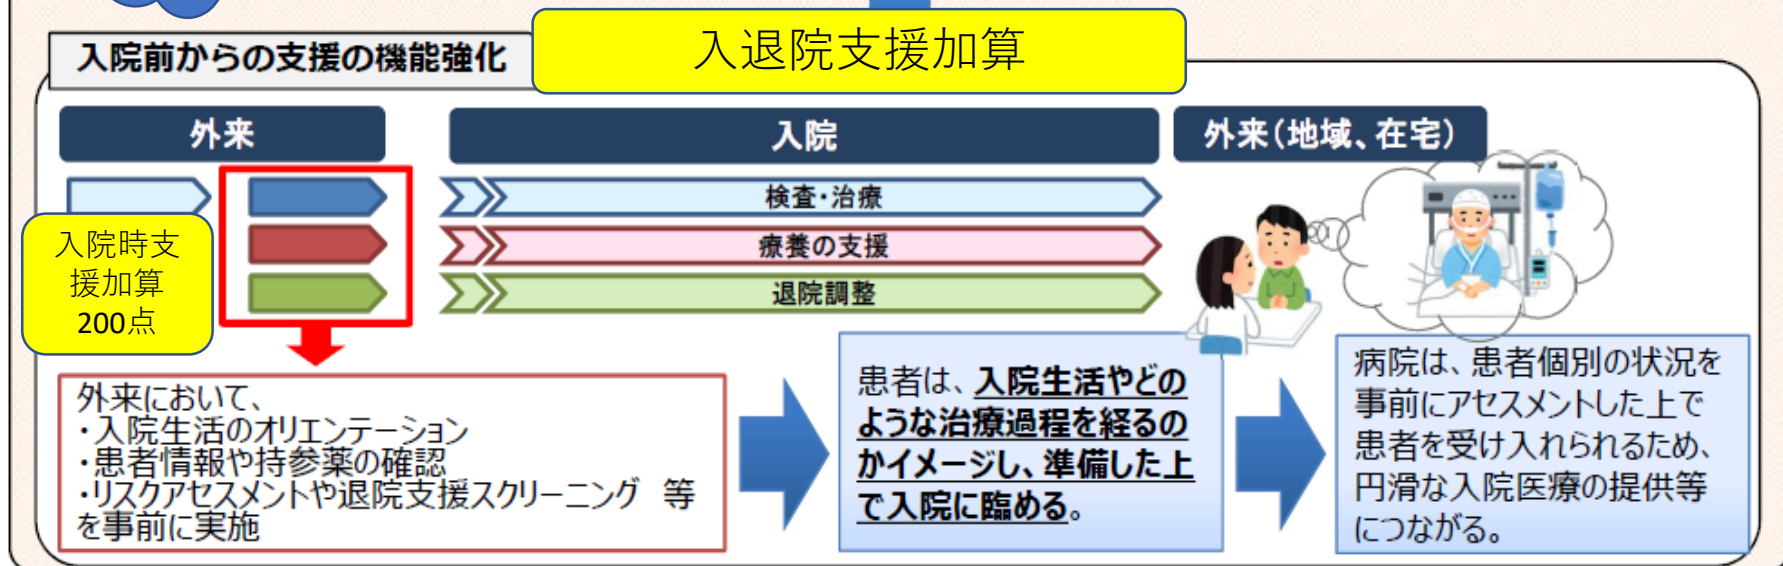 入院前からの支援の機能強化
入退院支援加算
外来
入院
外来(地域、在宅)
検査・治療
療養の支援
退院調整
入院時支
援加算
200点
外来において、
・入院生活のオリエンテーション
・患者情報や持参薬の確認
・リスクアセスメントや退院支援スクリーニング 等
を事前に実施
患者は、入院生活やどの
ような治療過程を経るの
かイメージし、準備した上
で入院に臨める。
病院は、患者個別の状況を
事前にアセスメントした上で
患者を受け入れられるため、
円滑な入院医療の提供等
につながる。